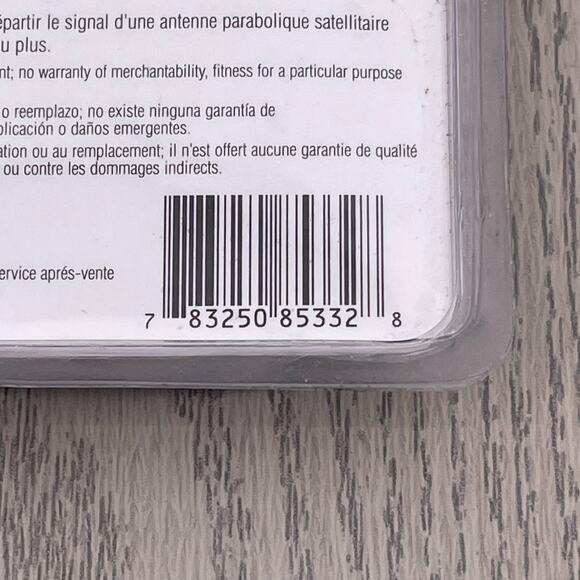 épartir le signal d'une antenne parabolique satellitaire
u plus.
nt; no warranty of merchantability, fitness for a particular purpose
o reemplazo; no existe ninguna garantía de
plicación o daños emergentes.
ation ou au remplacement; il n'est offert aucune garantie de qualité
ou contre les dommages indirects.
ervice aprés-vente
7 83250 85332 8